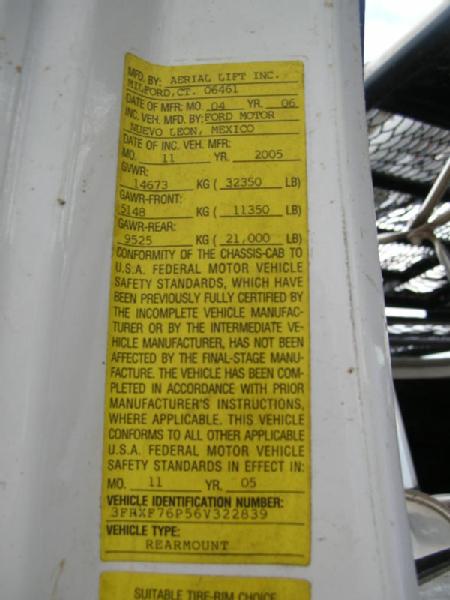 MFD. BY: AERIAL LIFT INC.
MILFORD, CT. 06461
DATE OF MFR: MO. 04 YR. 06
INC. VEH. MFD. BY: FORD MOTOR
NUEVO LEON, MEXICO
DATE OF INC. VEH. MFR:
MO. 11 YR. 2005
GVWR:
14673 KG ( 32350 LB)
GAWR-FRONT:
5148 KG ( 11350 LB)
GAWR-REAR:
9525 KG ( 21,000 LB)
CONFORMITY OF THE CHASSIS-CAB TO
U.S.A. FEDERAL MOTOR VEHICLE
SAFETY STANDARDS, WHICH HAVE
BEEN PREVIOUSLY FULLY CERTIFIED BY
THE INCOMPLETE VEHICLE MANUFAC-
TURER OR BY THE INTERMEDIATE VE-
HICLE MANUFACTURER, HAS NOT BEEN
AFFECTED BY THE FINAL-STAGE MANU-
FACTURE. THE VEHICLE HAS BEEN COM-
PLETED IN ACCORDANCE WITH PRIOR
MANUFACTURER'S INSTRUCTIONS,
WHERE APPLICABLE. THIS VEHICLE
CONFORMS TO ALL OTHER APPLICABLE
U.S.A. FEDERAL MOTOR VEHICLE
SAFETY STANDARDS IN EFFECT IN:
MO. 11 YR. 05
VEHICLE IDENTIFICATION NUMBER:
3FRXF76P56V322839
VEHICLE TYPE:
REARMOUNT
SUITABLE TIRE-RIM CHOICE